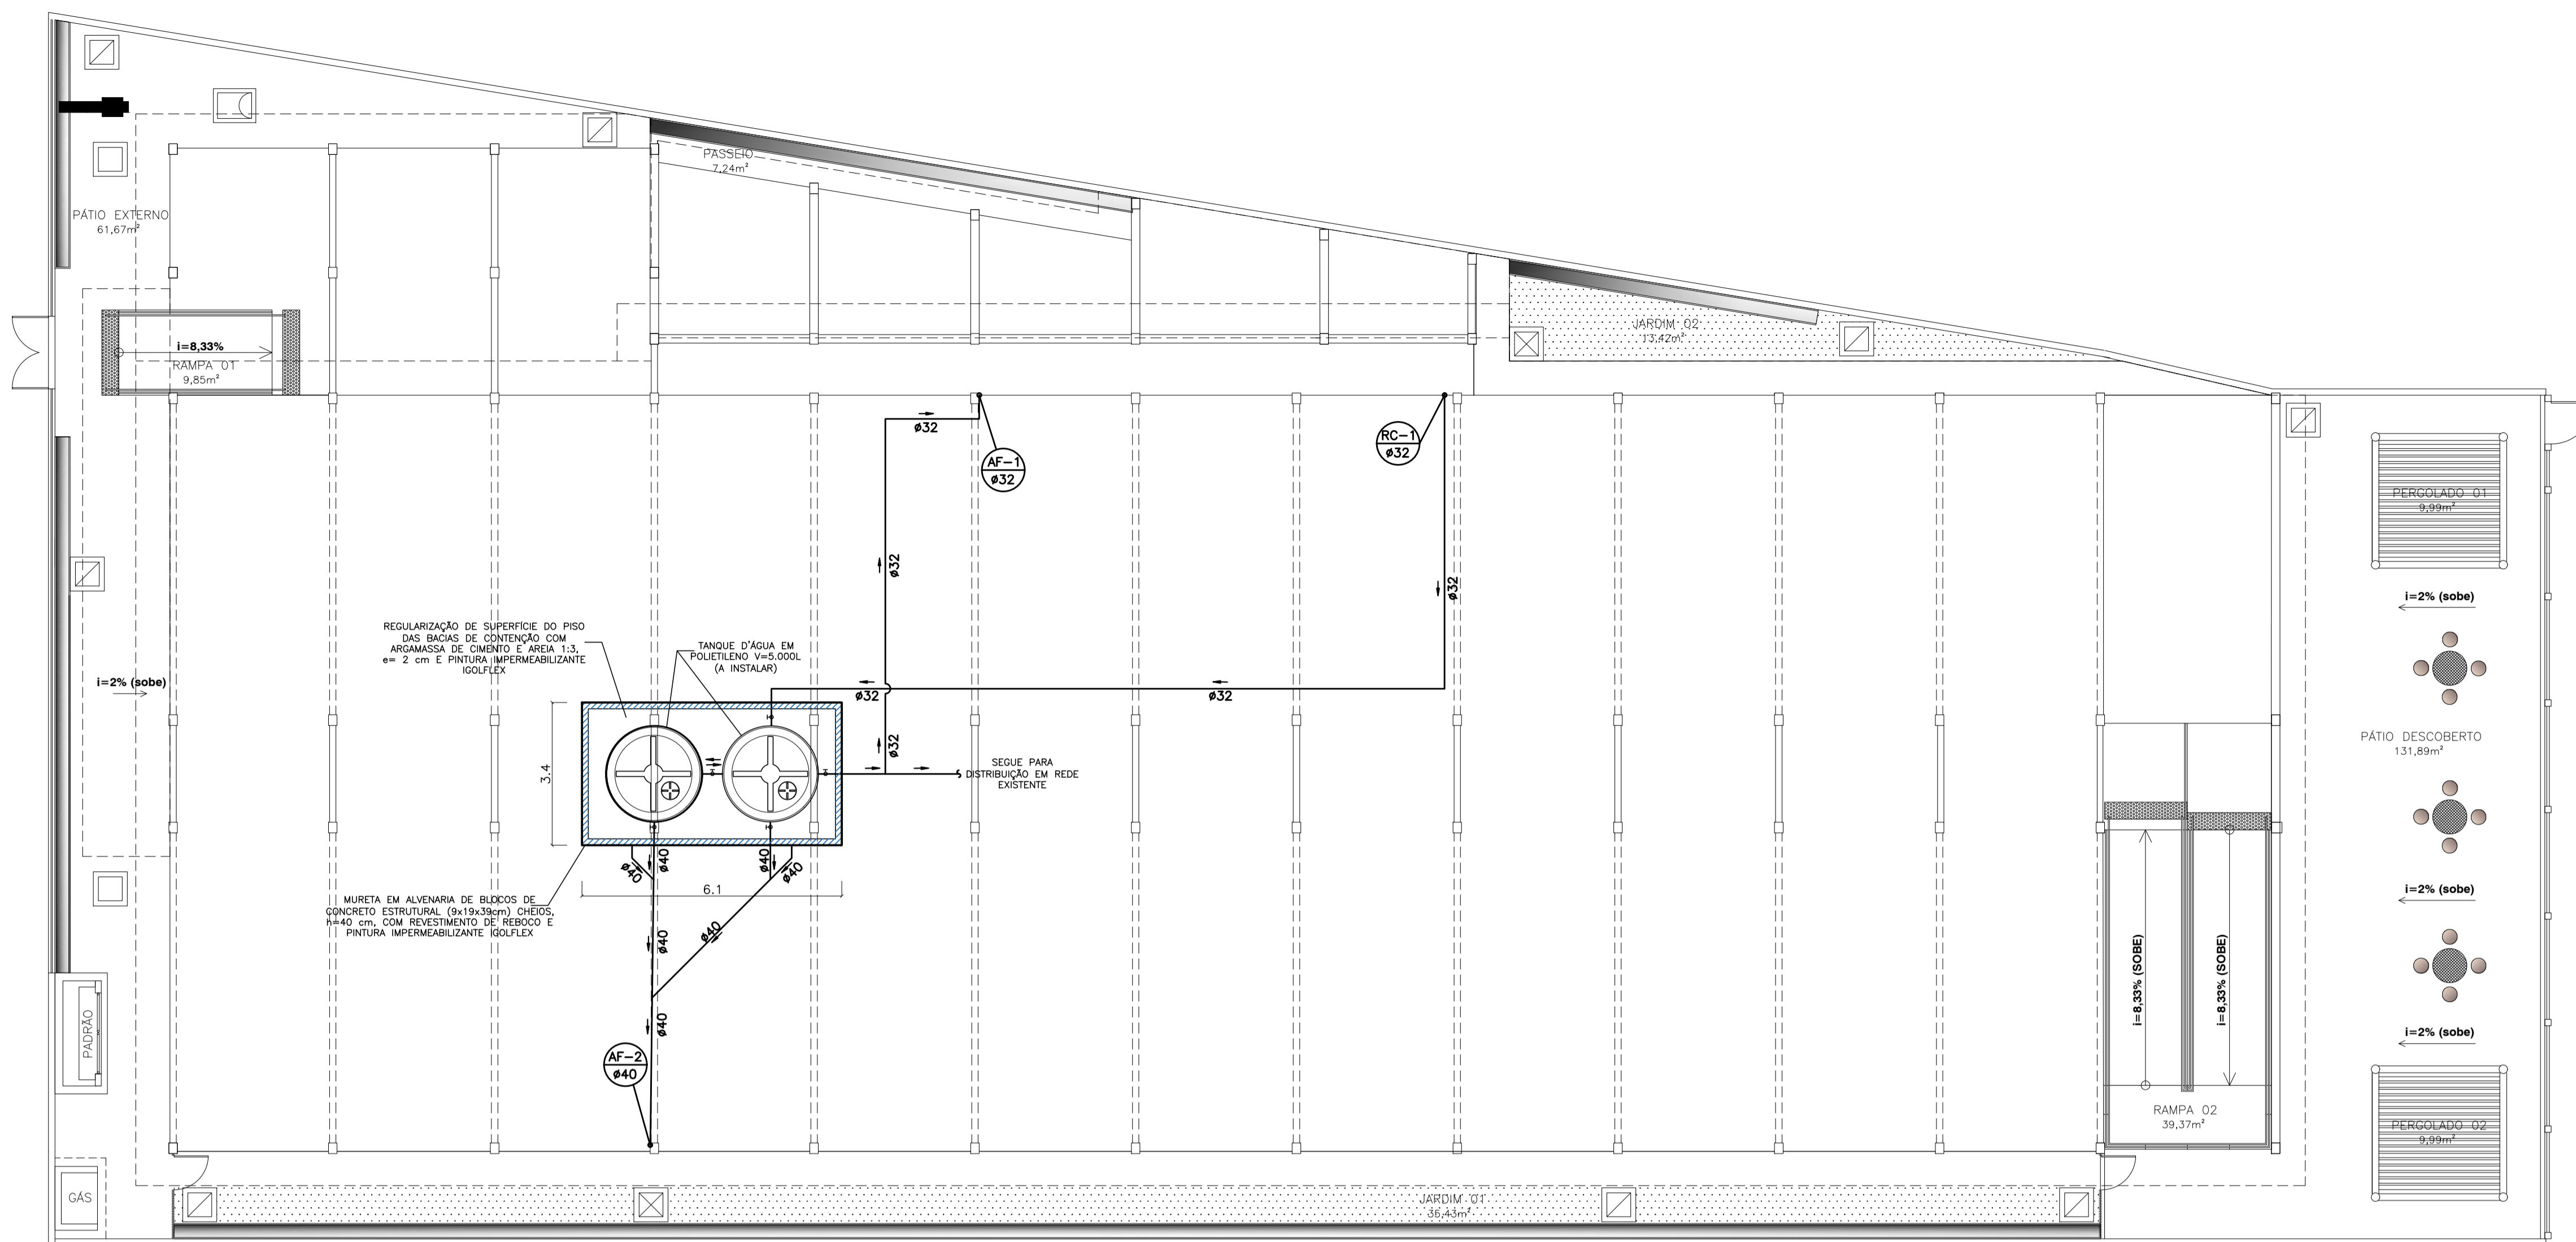 PASSEIO
7,24m²
PÁTIO EXTERNO
61,67m²
i=8,33%
RAMPA 01
9,85m²
JARDIM 02
13,42m²
ø32
AF-1
ø32
RC-1
ø32
PERGOLADO 01
9,99m²
ø32
ø32
i=2% (sobe)
REGULARIZAÇÃO DE SUPERFÍCIE DO PISO
DAS BACIAS DE CONTENÇÃO COM
ARGAMASSA DE CIMENTO E AREIA 1:3,
e= 2 cm E PINTURA IMPERMEABILIZANTE
IGOLFLEX
TANQUE D'ÁGUA EM
POLIETILENO V=5.000L
(A INSTALAR)
i=2% (sobe)
ø32
ø32
ø32
3.4
SEGUE PARA
DISTRIBUIÇÃO EM REDE
EXISTENTE
PÁTIO DESCOBERTO
131,89m²
ø40
ø40
ø40
ø40
6.1
i=2% (sobe)
MURETA EM ALVENARIA DE BLOCOS DE
CONCRETO ESTRUTURAL (9x19x39cm) CHEIOS,
h=40 cm, COM REVESTIMENTO DE REBOCO E
PINTURA IMPERMEABILIZANTE IGOLFLEX
ø40
ø40
i=8,33% (SOBE)
i=8,33% (SOBE)
PADRÃO
ø40
i=2% (sobe)
AF-2
ø40
RAMPA 02
39,37m²
PERGOLADO 02
9,99m²
GÁS
JARDIM 01
35,43m²